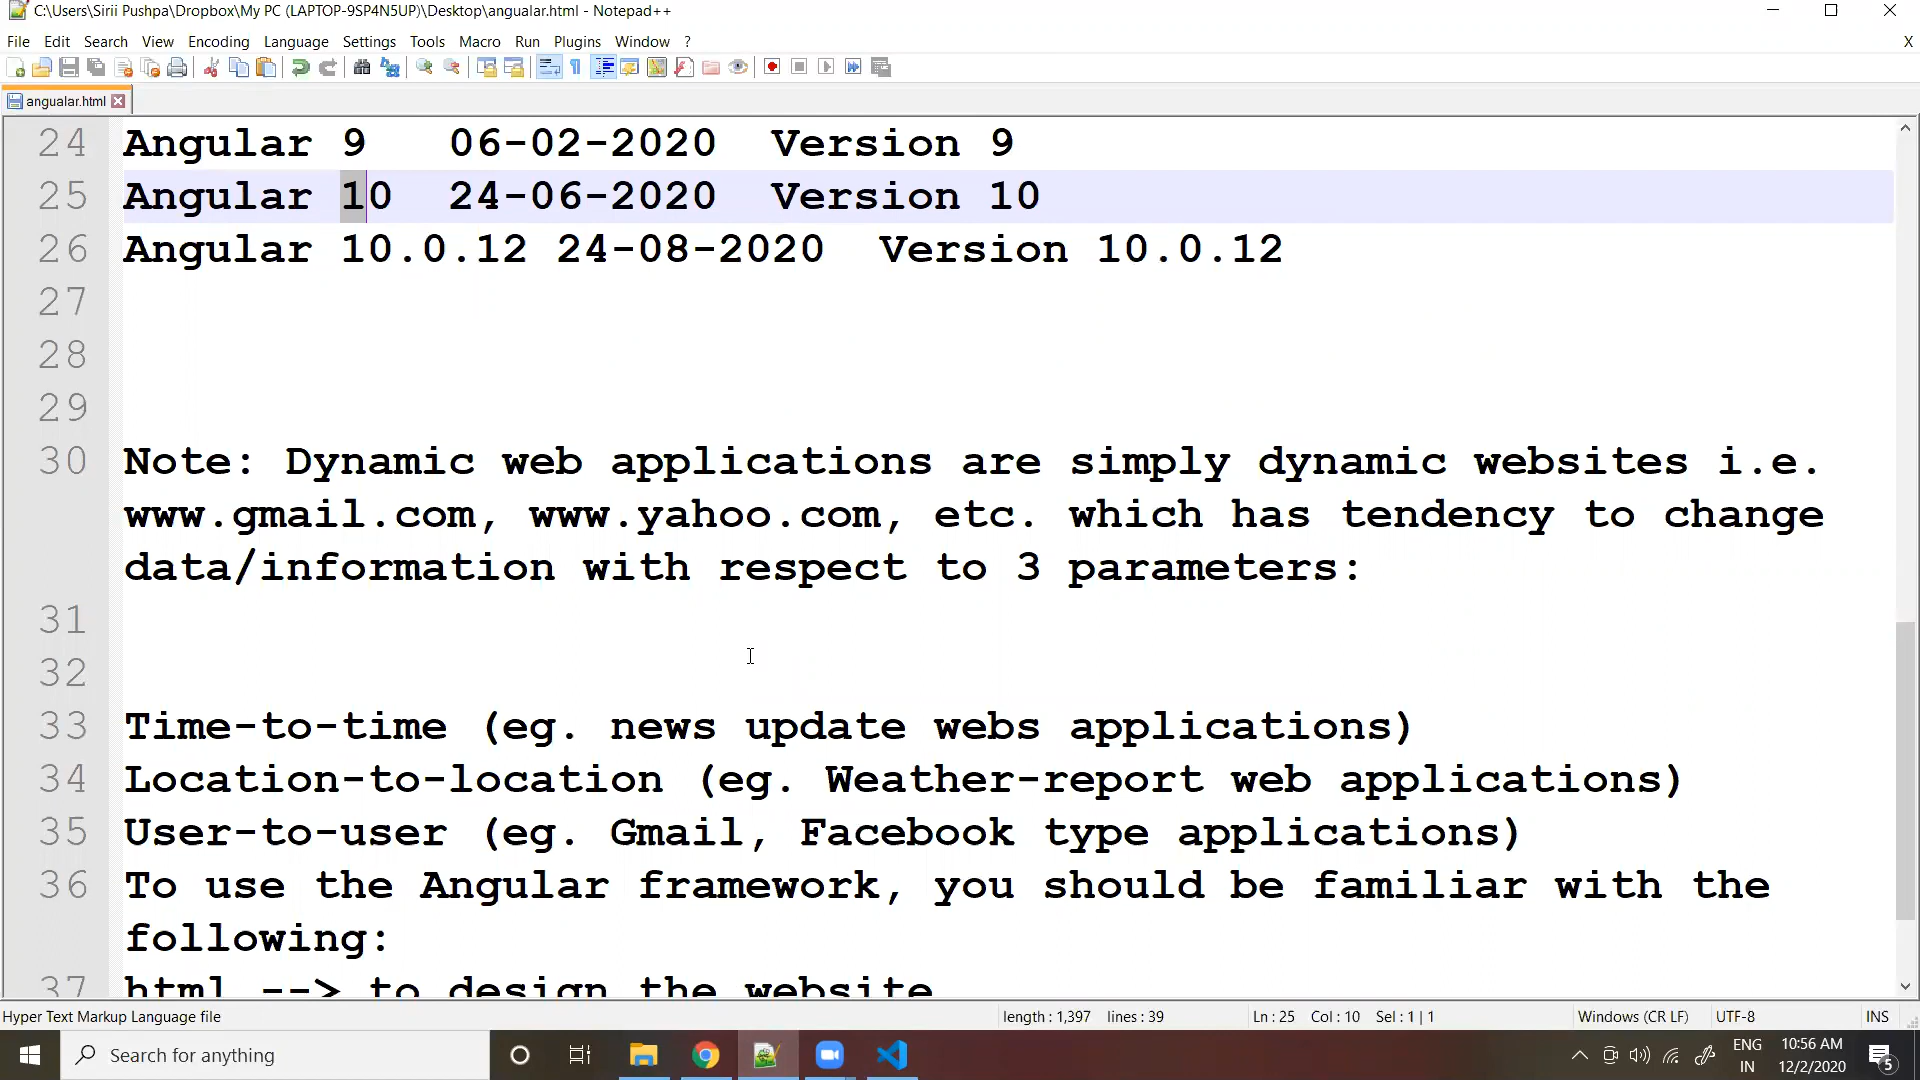 C:\Users\Sirii Pushpa\Dropbox\My PC (LAPTOP-9SP4N5UP)\Desktop\angualar.html - Notepad++
File Edit Search View Encoding Language Settings Tools Macro Run Plugins Window ? X
angualar.html
24 Angular 9 06-02-2020 Version 9
25 Angular 10 24-06-2020 Version 10
26 Angular 10.0.12 24-08-2020 Version 10.0.12
27
28
29
30 Note: Dynamic web applications are simply dynamic websites i.e.
www.gmail.com, www.yahoo.com, etc. which has tendency to change
data/information with respect to 3 parameters:
31
32
33 Time-to-time (eg. news update webs applications)
34 Location-to-location (eg. Weather-report web applications)
35 User-to-user (eg. Gmail, Facebook type applications)
36 To use the Angular framework, you should be familiar with the
following:
37 html --> to design the website
Hyper Text Markup Language file length : 1,397 lines : 39 Ln : 25 Col : 10 Sel : 1 | 1 Windows (CR LF) UTF-8 INS
Search for anything ENG 10:56 AM
IN 12/2/2020 5